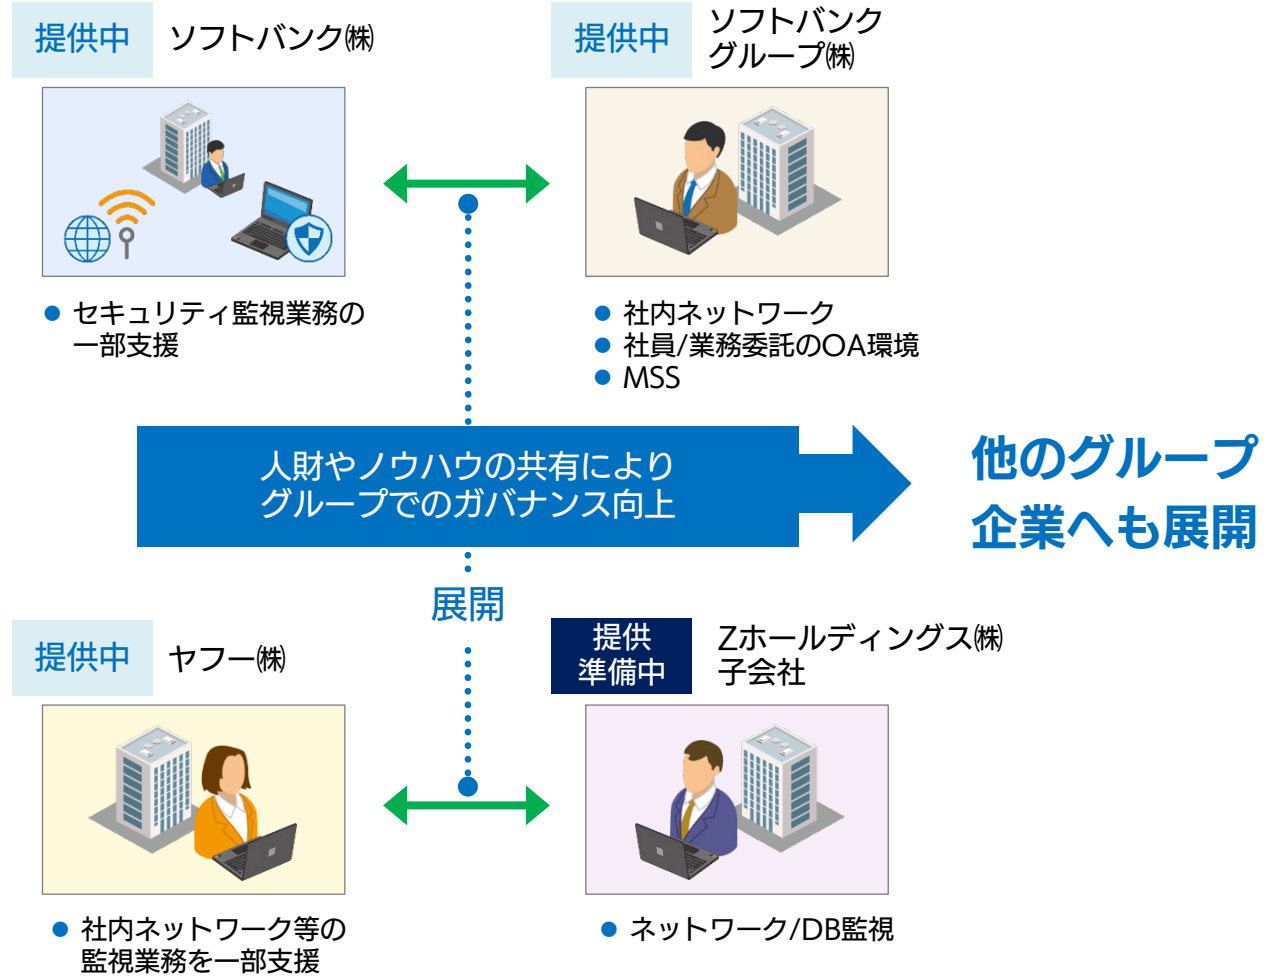 提供中
ソフトバンク㈱
提供中
ソフトバンク
グループ㈱
セキュリティ監視業務の
一部支援
社内ネットワーク
社員/業務委託のOA環境
MSS
人財やノウハウの共有により
グループでのガバナンス向上
他のグループ
企業へも展開
展開
提供中
ヤフー㈱
提供
準備中
Zホールディングス㈱
子会社
社内ネットワーク等の
監視業務を一部支援
ネットワーク/DB監視